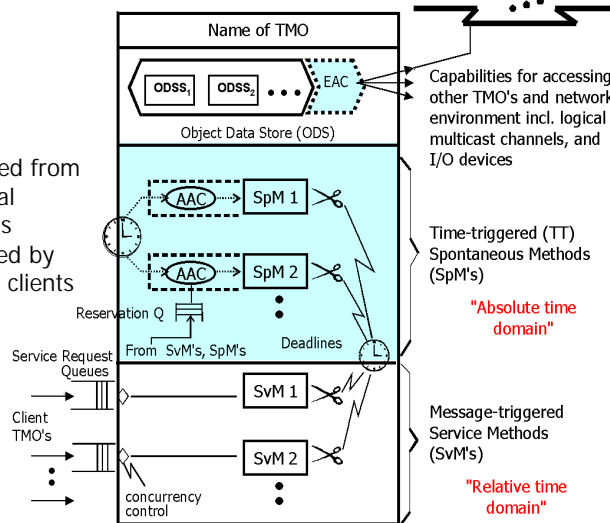 Name of TMO
ODSS1
ODSS2
EAC
Object Data Store (ODS)
Capabilities for accessing
other TMO's and network
environment incl. logical
multicast channels, and
I/O devices
ed from
al
s
ed by
clients
AAC
SpM 1
AAC
SpM 2
Reservation Q
From SvM's, SpM's
Deadlines
Time-triggered (TT)
Spontaneous Methods
(SpM's)
"Absolute time
domain"
Service Request
Queues
Client
TMO's
SvM 1
SvM 2
concurrency
control
Message-triggered
Service Methods
(SvM's)
"Relative time
domain"